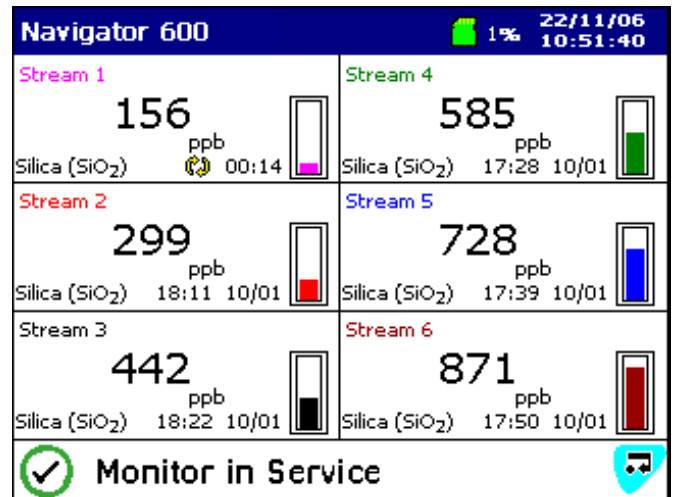 Navigator 600 1% 22/11/06
10:51:40
Stream 1
156
ppb
Silica (SiO₂) 00:14
Stream 4
585
ppb
Silica (SiO₂) 17:28 10/01
Stream 2
299
ppb
Silica (SiO₂) 18:11 10/01
Stream 5
728
ppb
Silica (SiO₂) 17:39 10/01
Stream 3
442
ppb
Silica (SiO₂) 18:22 10/01
Stream 6
871
ppb
Silica (SiO₂) 17:50 10/01
Monitor in Service